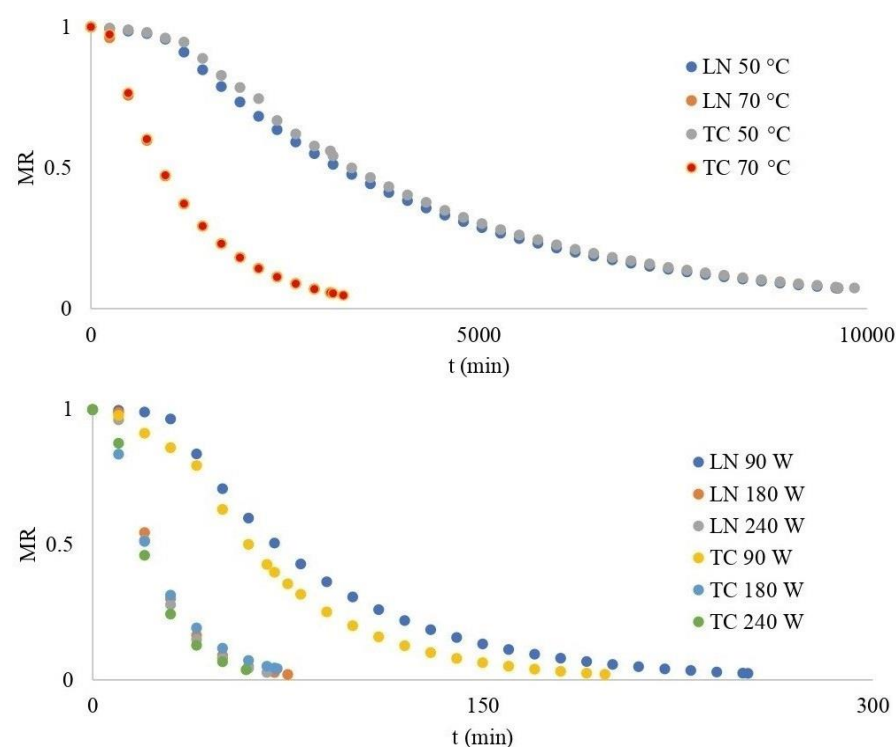 1
0.5
0
MR
0
5000
10000
t (min)
LN 50 °C
LN 70 °C
TC 50 °C
TC 70 °C
1
0.5
0
MR
0
150
300
t (min)
LN 90 W
LN 180 W
LN 240 W
TC 90 W
TC 180 W
TC 240 W